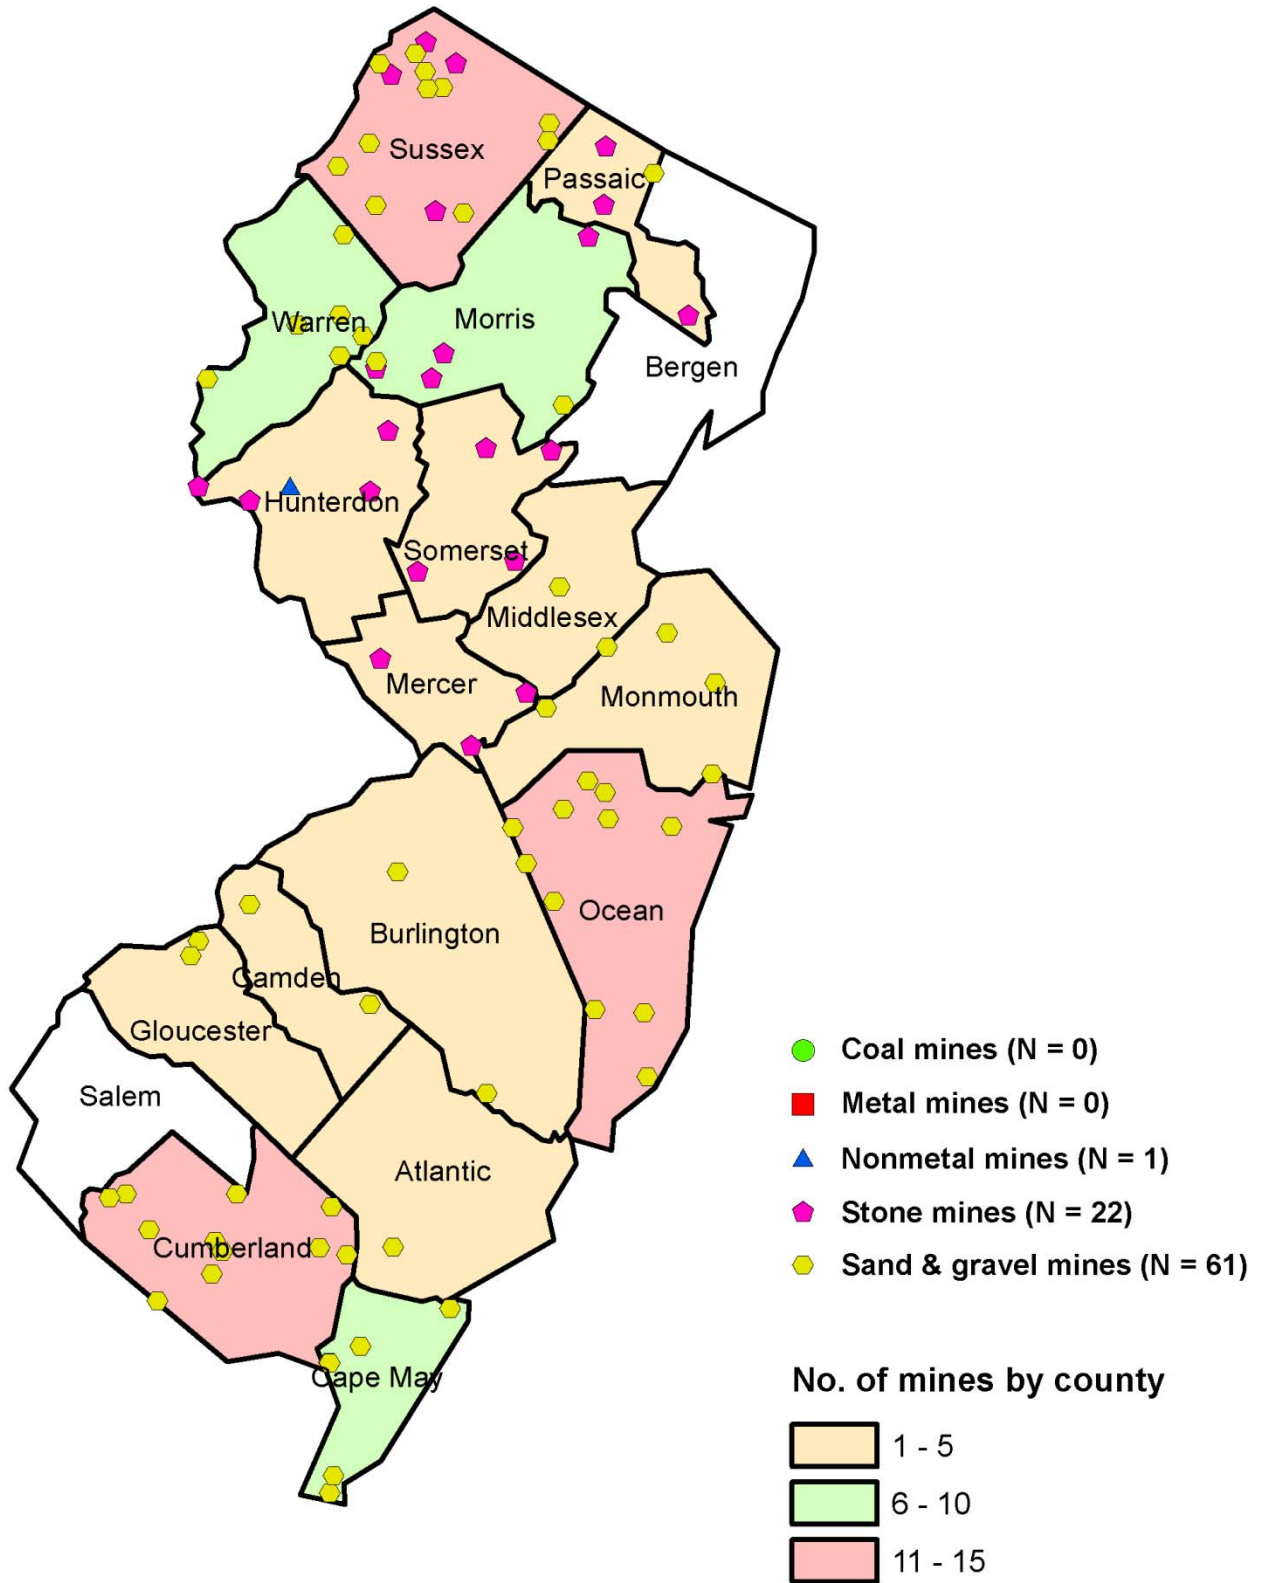 Sussex
Passaic
Warren
Morris
Bergen
Hunterdon
Somerset
Middlesex
Mercer
Monmouth
Ocean
Burlington
Camden
Gloucester
Salem
Atlantic
Cumberland
Cape May
Coal mines (N = 0)
Metal mines (N = 0)
Nonmetal mines (N = 1)
Stone mines (N = 22)
Sand & gravel mines (N = 61)
No. of mines by county
1 - 5
6 - 10
11 - 15